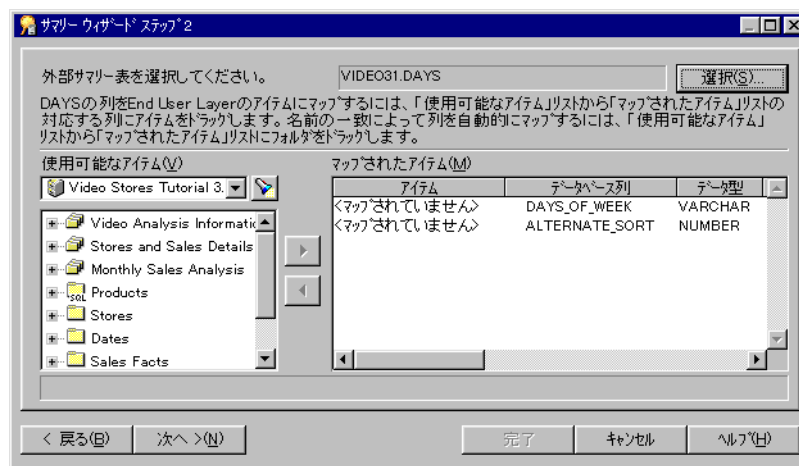 サマリー ウィザード ステップ2
外部サマリー表を選択してください。
VIDEO31.DAYS
選択(S)...
DAYSの列をEnd User Layerのアイテムにマップするには、「使用可能なアイテム」リストから「マップされたアイテム」リストの
対応する列にアイテムをドラッグします。名前の一致によって列を自動的にマップするには、「使用可能なアイテム」
リストから「マップされたアイテム」リストにフォルダをドラッグします。
使用可能なアイテム(V)
マップされたアイテム(M)
Video Stores Tutorial 3.
アイテム データベース列 データ型
<マップされていません> DAYS_OF_WEEK VARCHAR
<マップされていません> ALTERNATE_SORT NUMBER
Video Analysis Informatic
Stores and Sales Details
Monthly Sales Analysis
SQL Products
Stores
Dates
Sales Facts
< 戻る(B)
次へ >(N)
完了
キャンセル
ヘルプ(H)